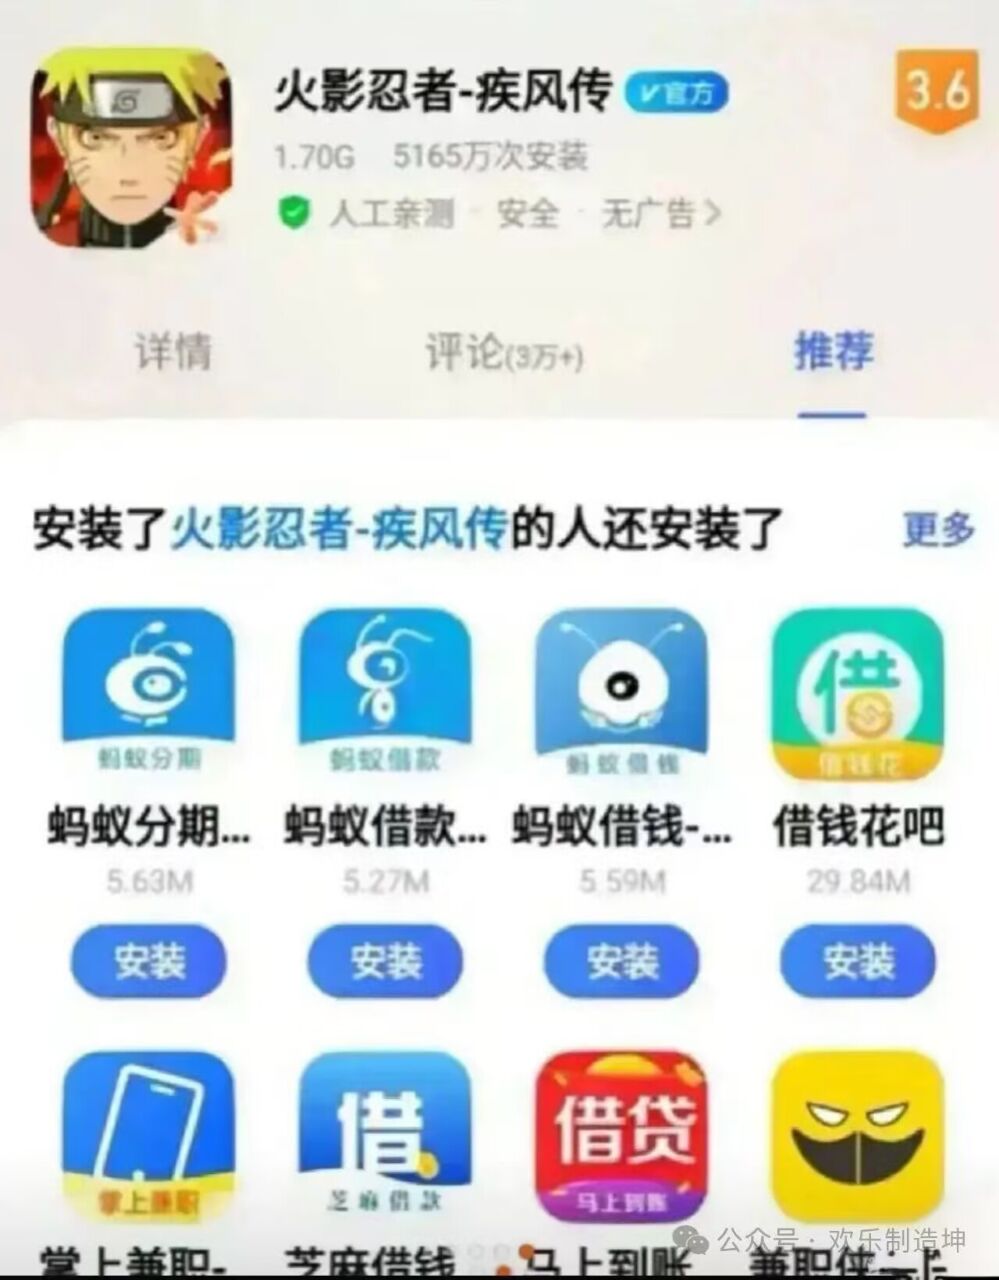 火影忍者-疾风传 V官方
3.6
1.70G 5165万次安装
人工亲测 · 安全 · 无广告 >
详情 评论(3万+) 推荐
安装了火影忍者-疾风传的人还安装了 更多
蚂蚁分期 蚂蚁借款 蚂蚁借钱 借 借钱花
蚂蚁分期... 蚂蚁借款... 蚂蚁借钱-... 借钱花吧
5.63M 5.27M 5.59M 29.84M
安装 安装 安装 安装
掌上兼职 借 芝麻借款 借贷 马上到账
公众号 · 欢乐制造坤
掌上兼职- 芝麻借钱 马上到账 兼职